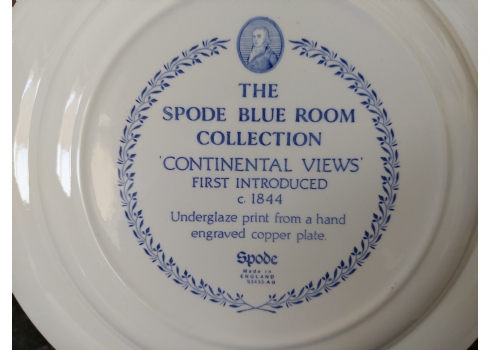 THE
SPODE BLUE ROOM
COLLECTION
'CONTINENTAL VIEWS'
FIRST INTRODUCED
c. 1844
Underglaze print from a hand
engraved copper plate.
Spode
Made in
ENGLAND